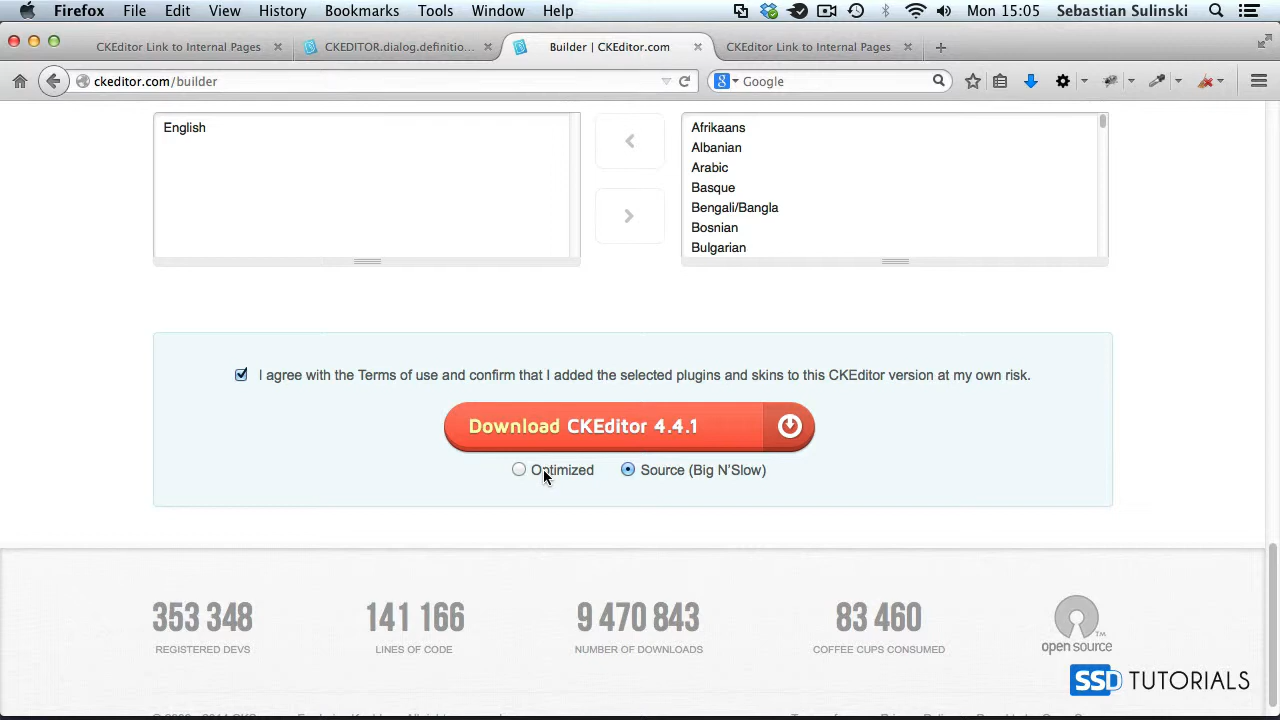 Firefox File Edit View History Bookmarks Tools Window Help Mon 15:05 Sebastian Sulinski
CKEditor Link to Internal Pages CKEDITOR.dialog.definitio... Builder | CKEditor.com CKEditor Link to Internal Pages
ckeditor.com/builder Google
English
Afrikaans
Albanian
Arabic
Basque
Bengali/Bangla
Bosnian
Bulgarian
I agree with the Terms of use and confirm that I added the selected plugins and skins to this CKEditor version at my own risk.
Download CKEditor 4.4.1
Optimized Source (Big N'Slow)
353 348 141 166 9 470 843 83 460
REGISTERED DEVS LINES OF CODE NUMBER OF DOWNLOADS COFFEE CUPS CONSUMED open source TM
SSD TUTORIALS